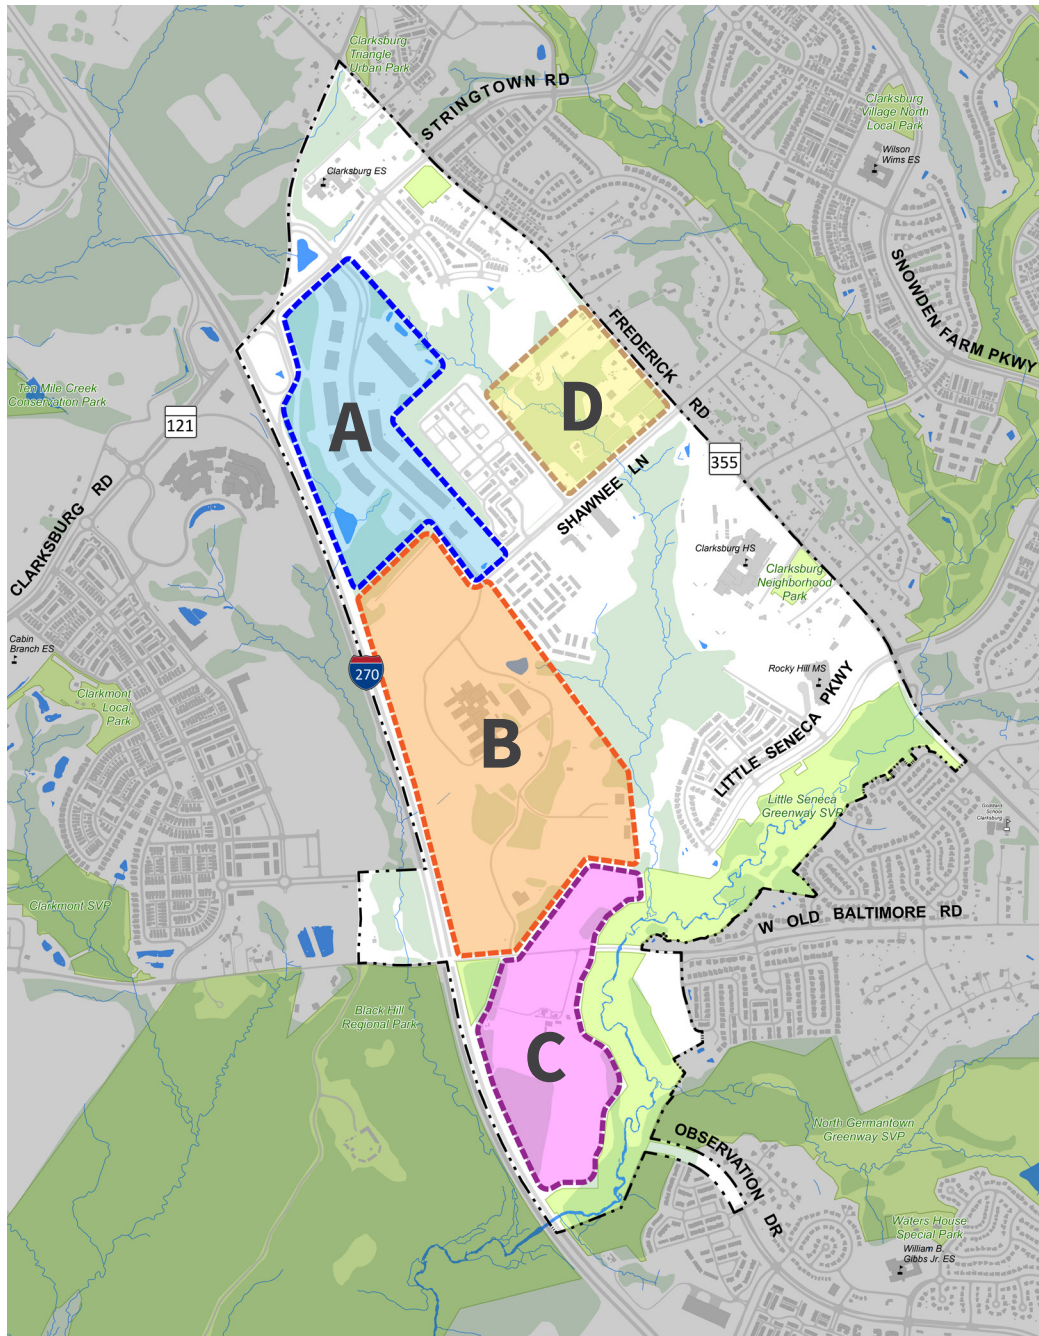 Clarksburg
Triangle
Urban Park
STRINGTOWN RD
Clarksburg
Village North
Local Park
Wilson
Wims ES
Clarksburg ES
SNOWDEN FARM PKWY
FREDERICK RD
Ten Mile Creek
Conservation Park
121
A
D
355
SHAWNEE LN
CLARKSBURG RD
Clarksburg HS
Clarksburg
Neighborhood
Park
Cabin
Branch ES
270
Rocky Hill MS
Clarkmont
Local
Park
LITTLE SENECA PKWY
B
Little Seneca
Greenway SVP
Goddard
School
Clarksburg
Clarkmont SVP
W OLD BALTIMORE RD
Black Hill
Regional Park
C
North Germantown
Greenway SVP
OBSERVATION DR
Waters House
Special Park
William B.
Gibbs Jr. ES